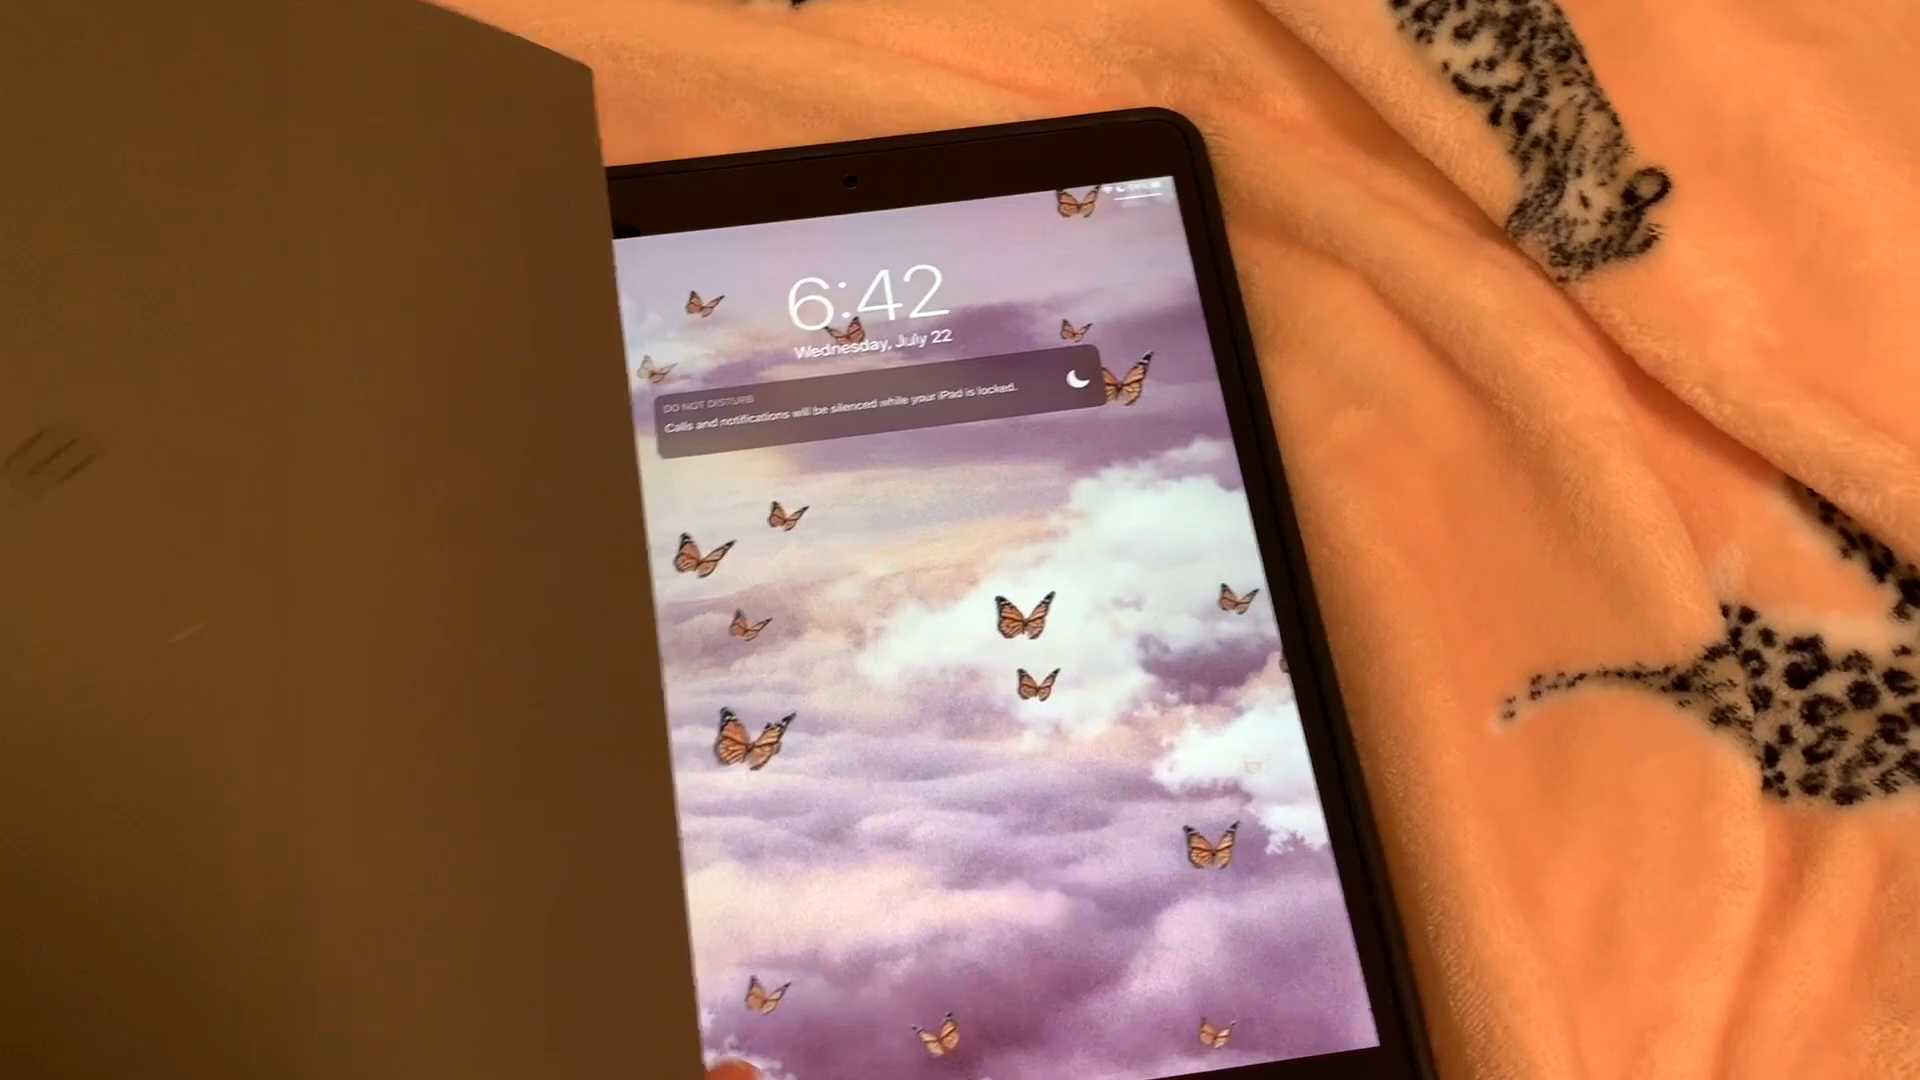 6:42
Wednesday, July 22
DO NOT DISTURB
Calls and notifications will be silenced while your iPad is locked.